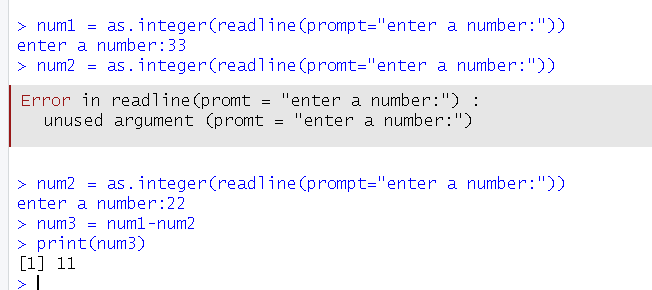 > num1 = as.integer(readline(prompt="enter a number:"))
enter a number:33
> num2 = as.integer(readline(promt="enter a number:"))
Error in readline(promt = "enter a number:") :
  unused argument (promt = "enter a number:")
> num2 = as.integer(readline(prompt="enter a number:"))
enter a number:22
> num3 = num1-num2
> print(num3)
[1] 11
>